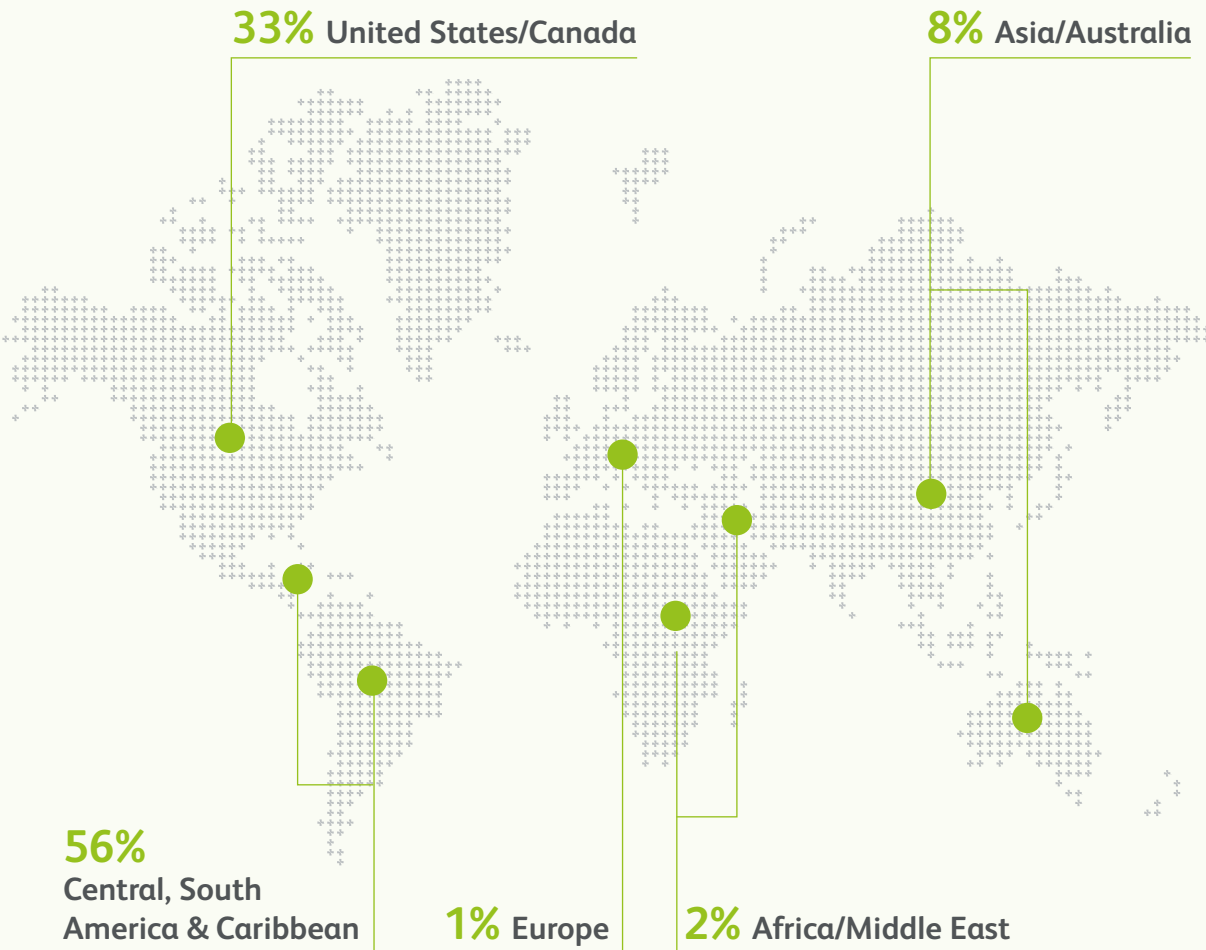 33% United States/Canada
8% Asia/Australia
56%
Central, South
America & Caribbean
1% Europe
2% Africa/Middle East